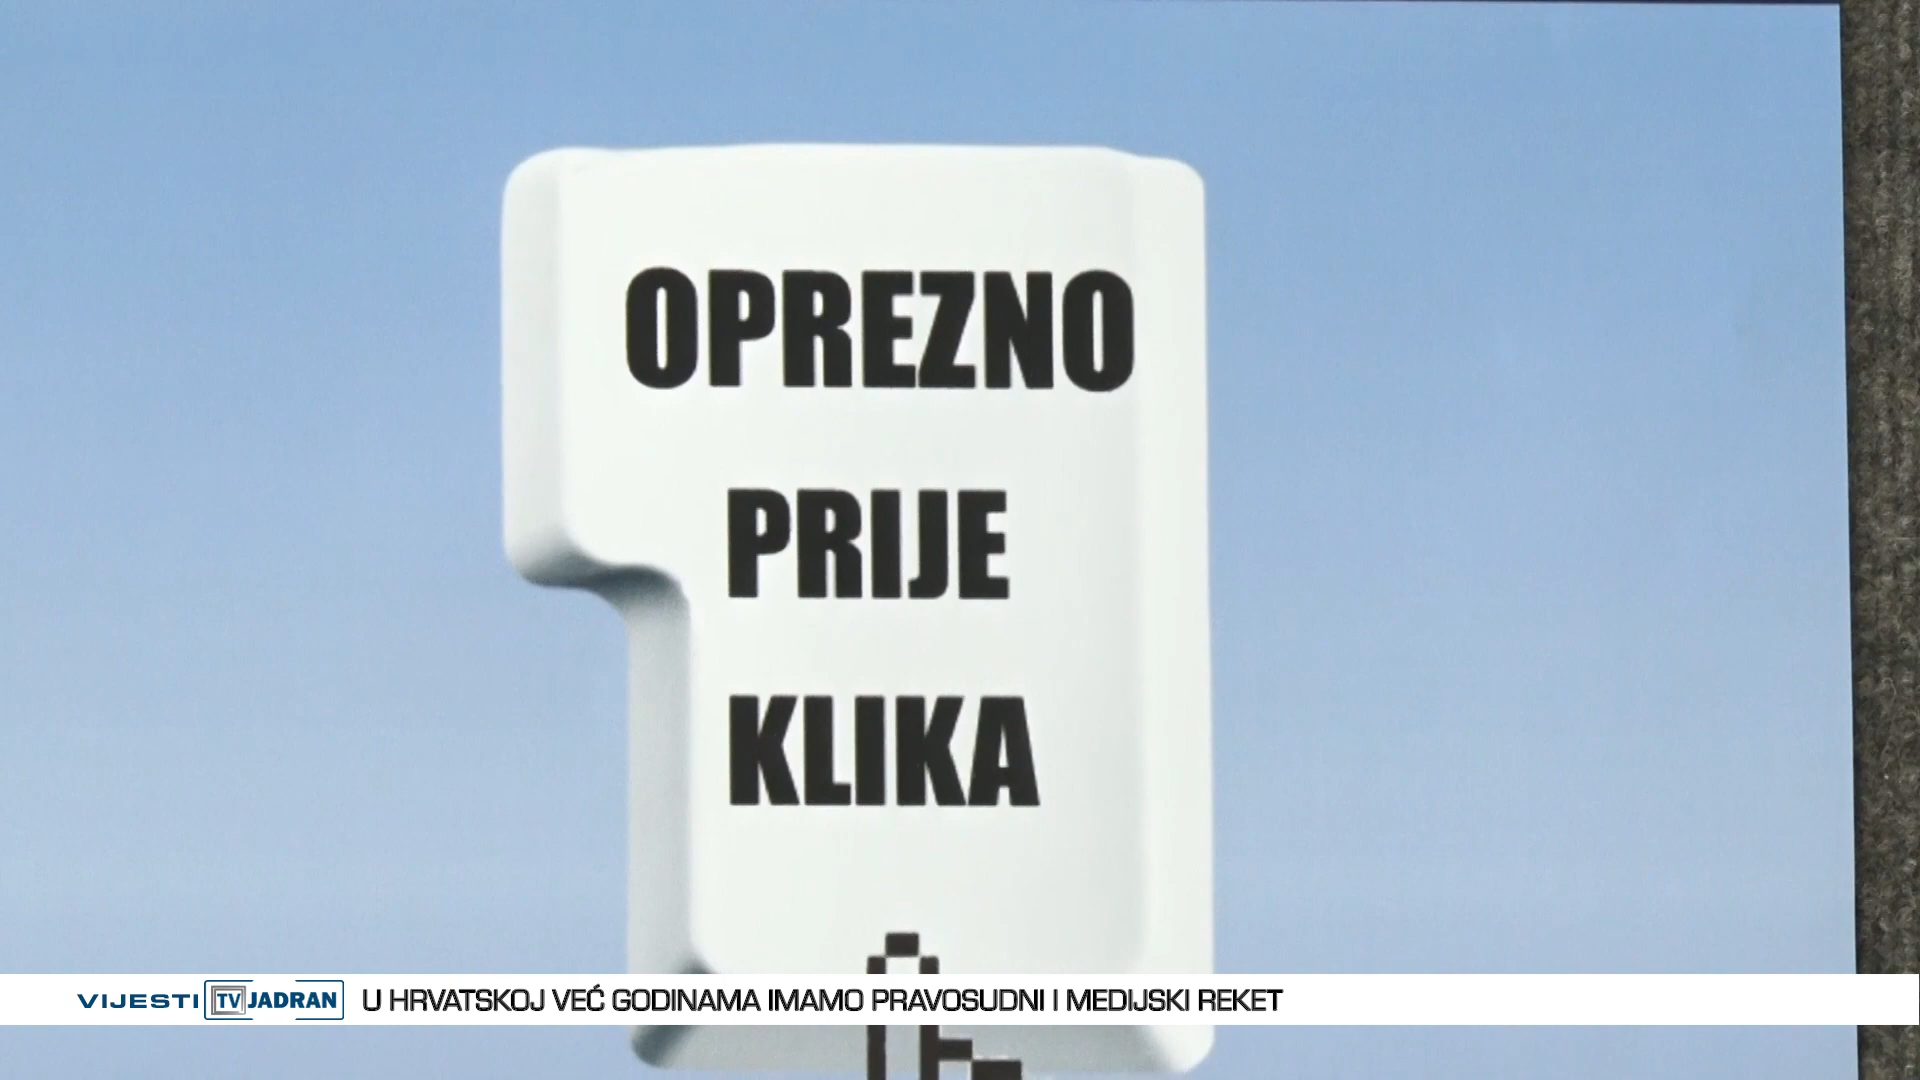 OPREZNO
PRIJE
KLIKA
VIJESTI TV JADRAN U HRVATSKOJ VEĆ GODINAMA IMAMO PRAVOSUDNI I MEDIJSKI REKET